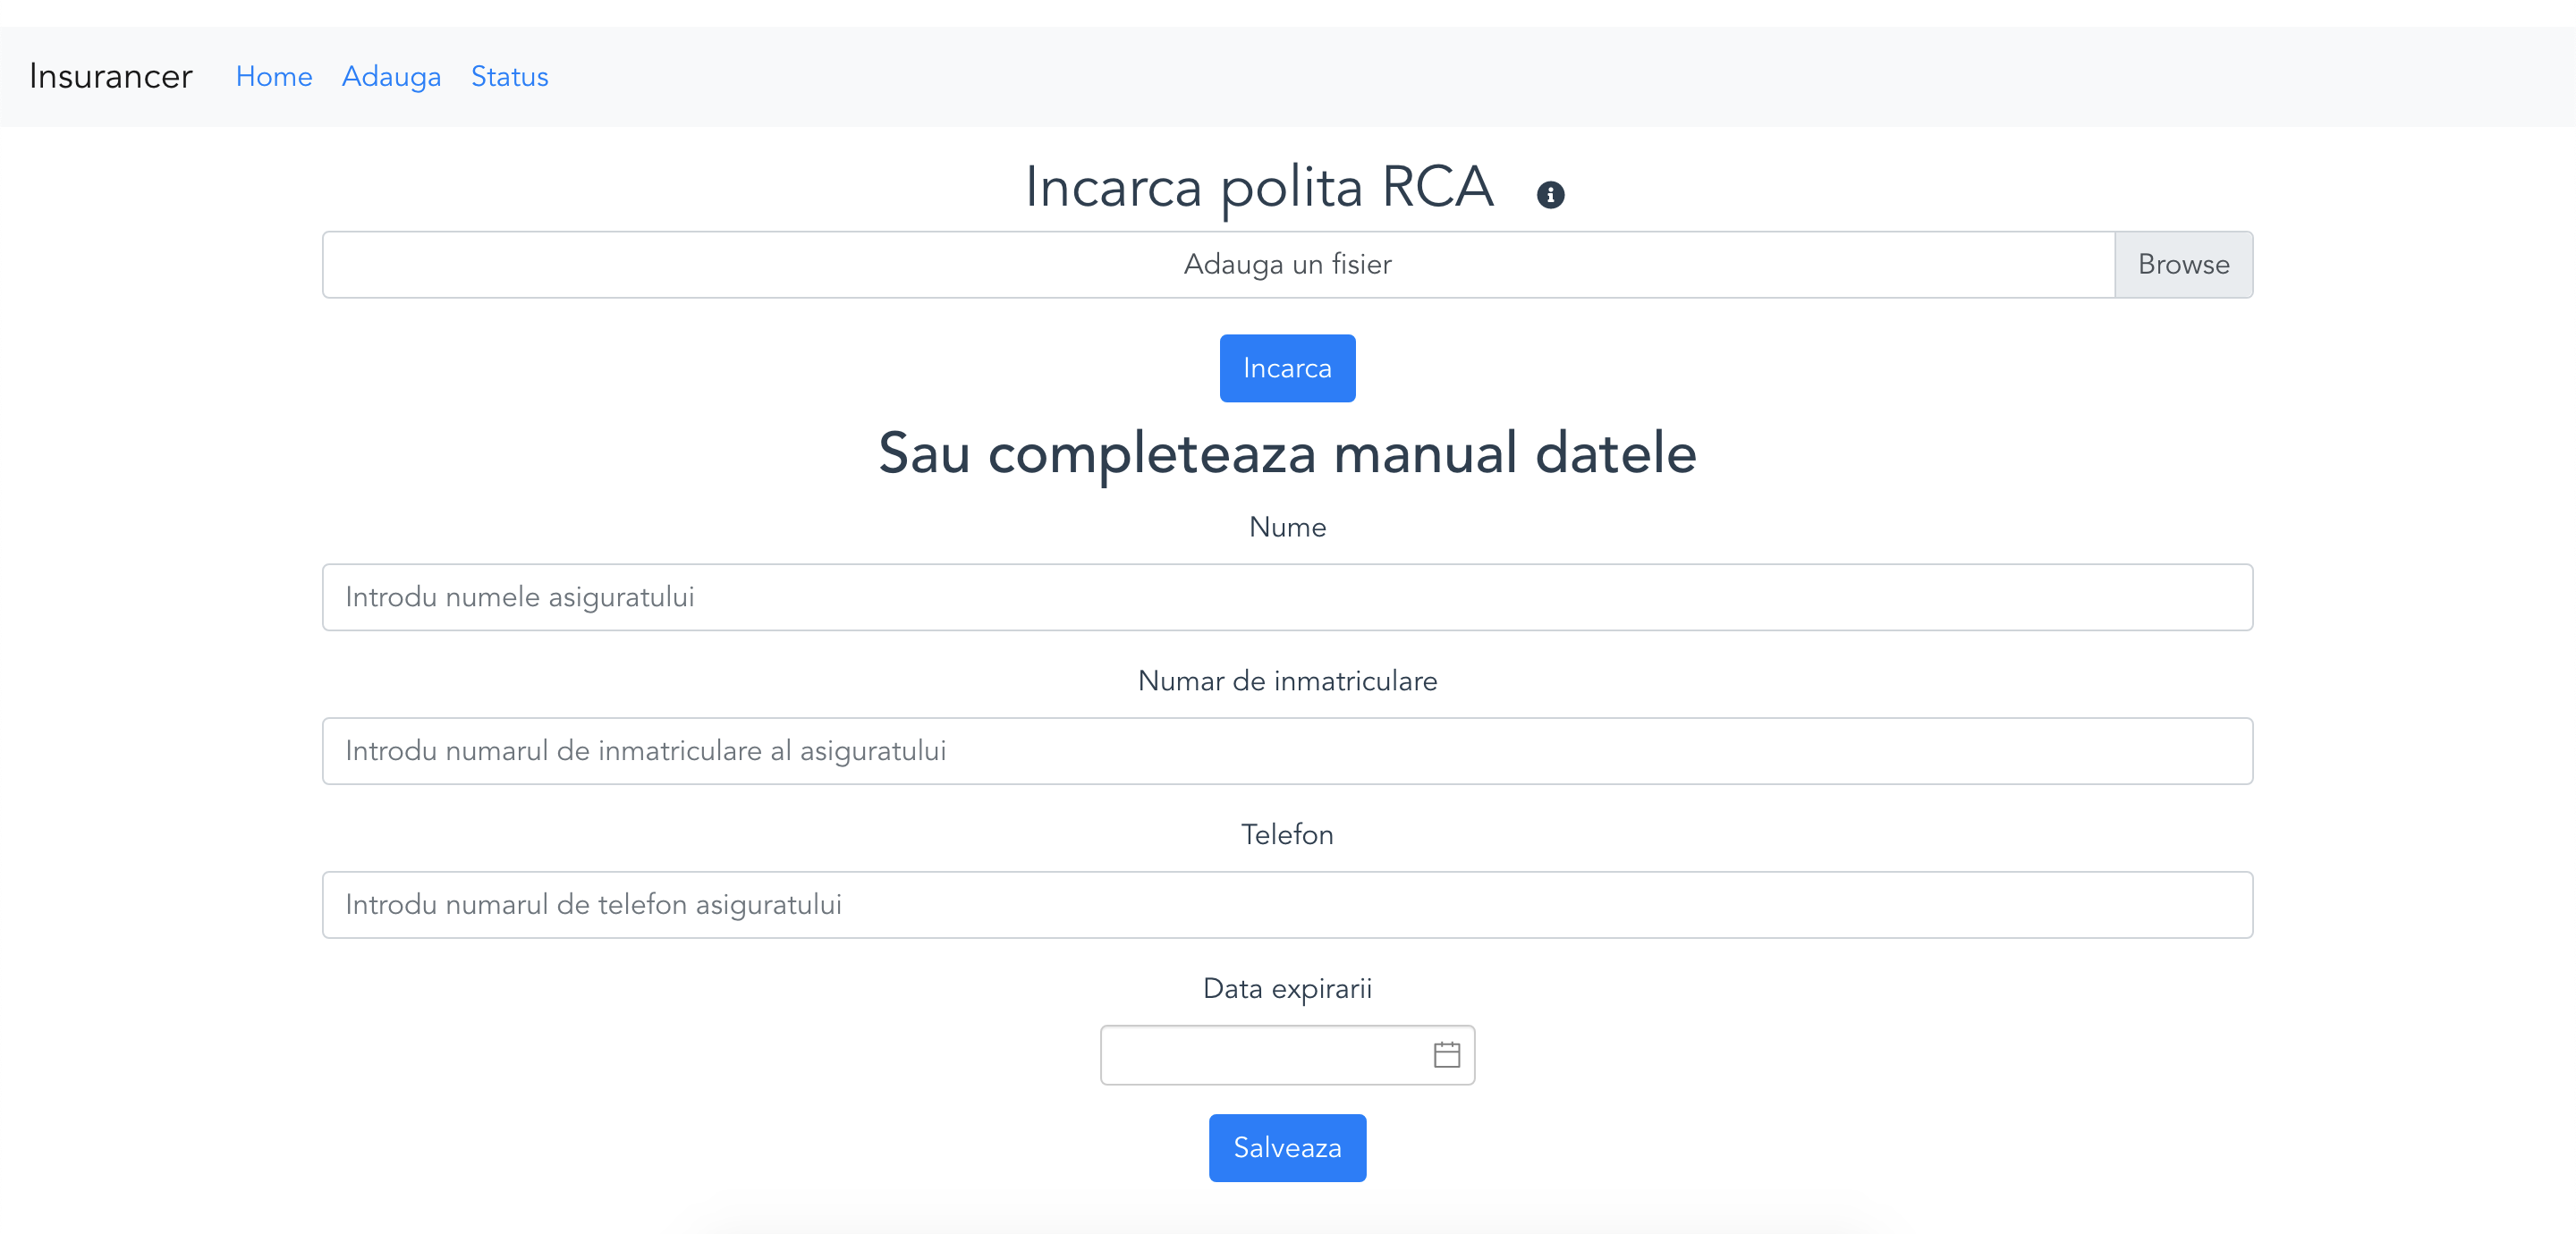 Insurancer Home Adauga Status
Incarca polita RCA
Adauga un fisier Browse
Incarca
Sau completeaza manual datele
Nume
Introdu numele asiguratului
Numar de inmatriculare
Introdu numarul de inmatriculare al asiguratului
Telefon
Introdu numarul de telefon asiguratului
Data expirarii
Salveaza